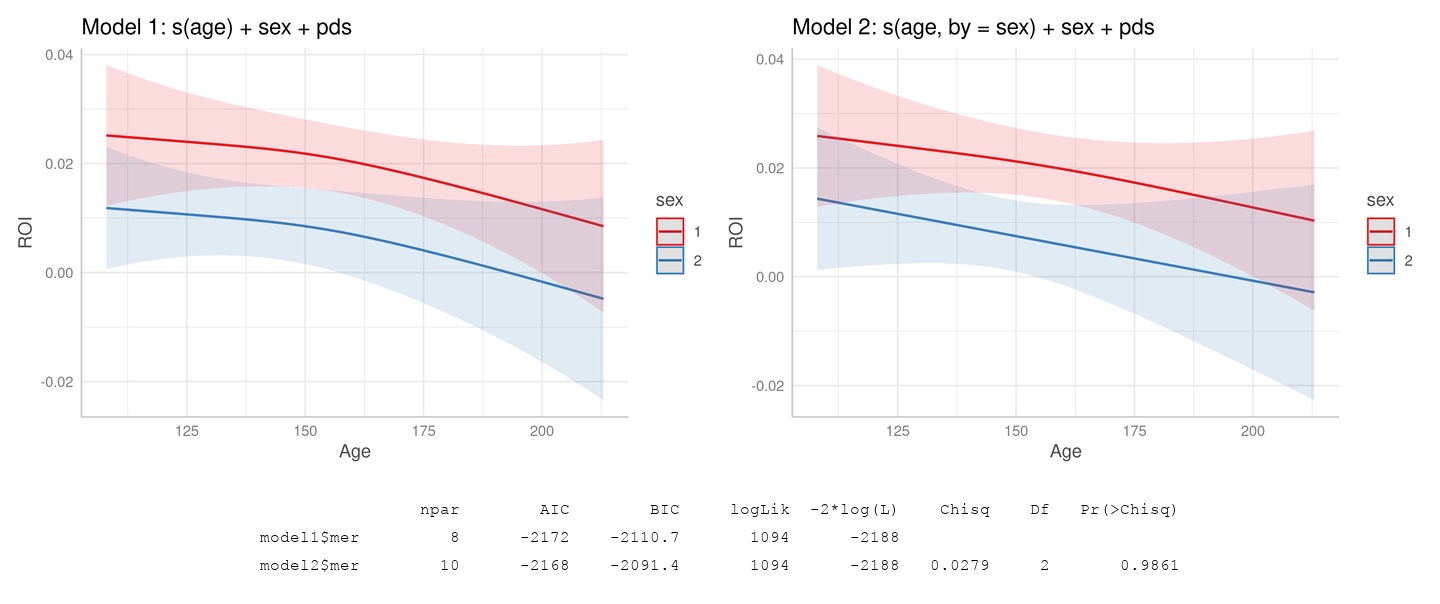 Model 1: s(age) + sex + pds
0.04
0.02
0.00
-0.02
ROI
125 150 175 200
Age
sex
1
2
Model 2: s(age, by = sex) + sex + pds
0.04
0.02
0.00
-0.02
ROI
125 150 175 200
Age
sex
1
2
npar AIC BIC logLik -2*log(L) Chisq Df Pr(>Chisq)
model1$mer 8 -2172 -2110.7 1094 -2188
model2$mer 10 -2168 -2091.4 1094 -2188 0.0279 2 0.9861